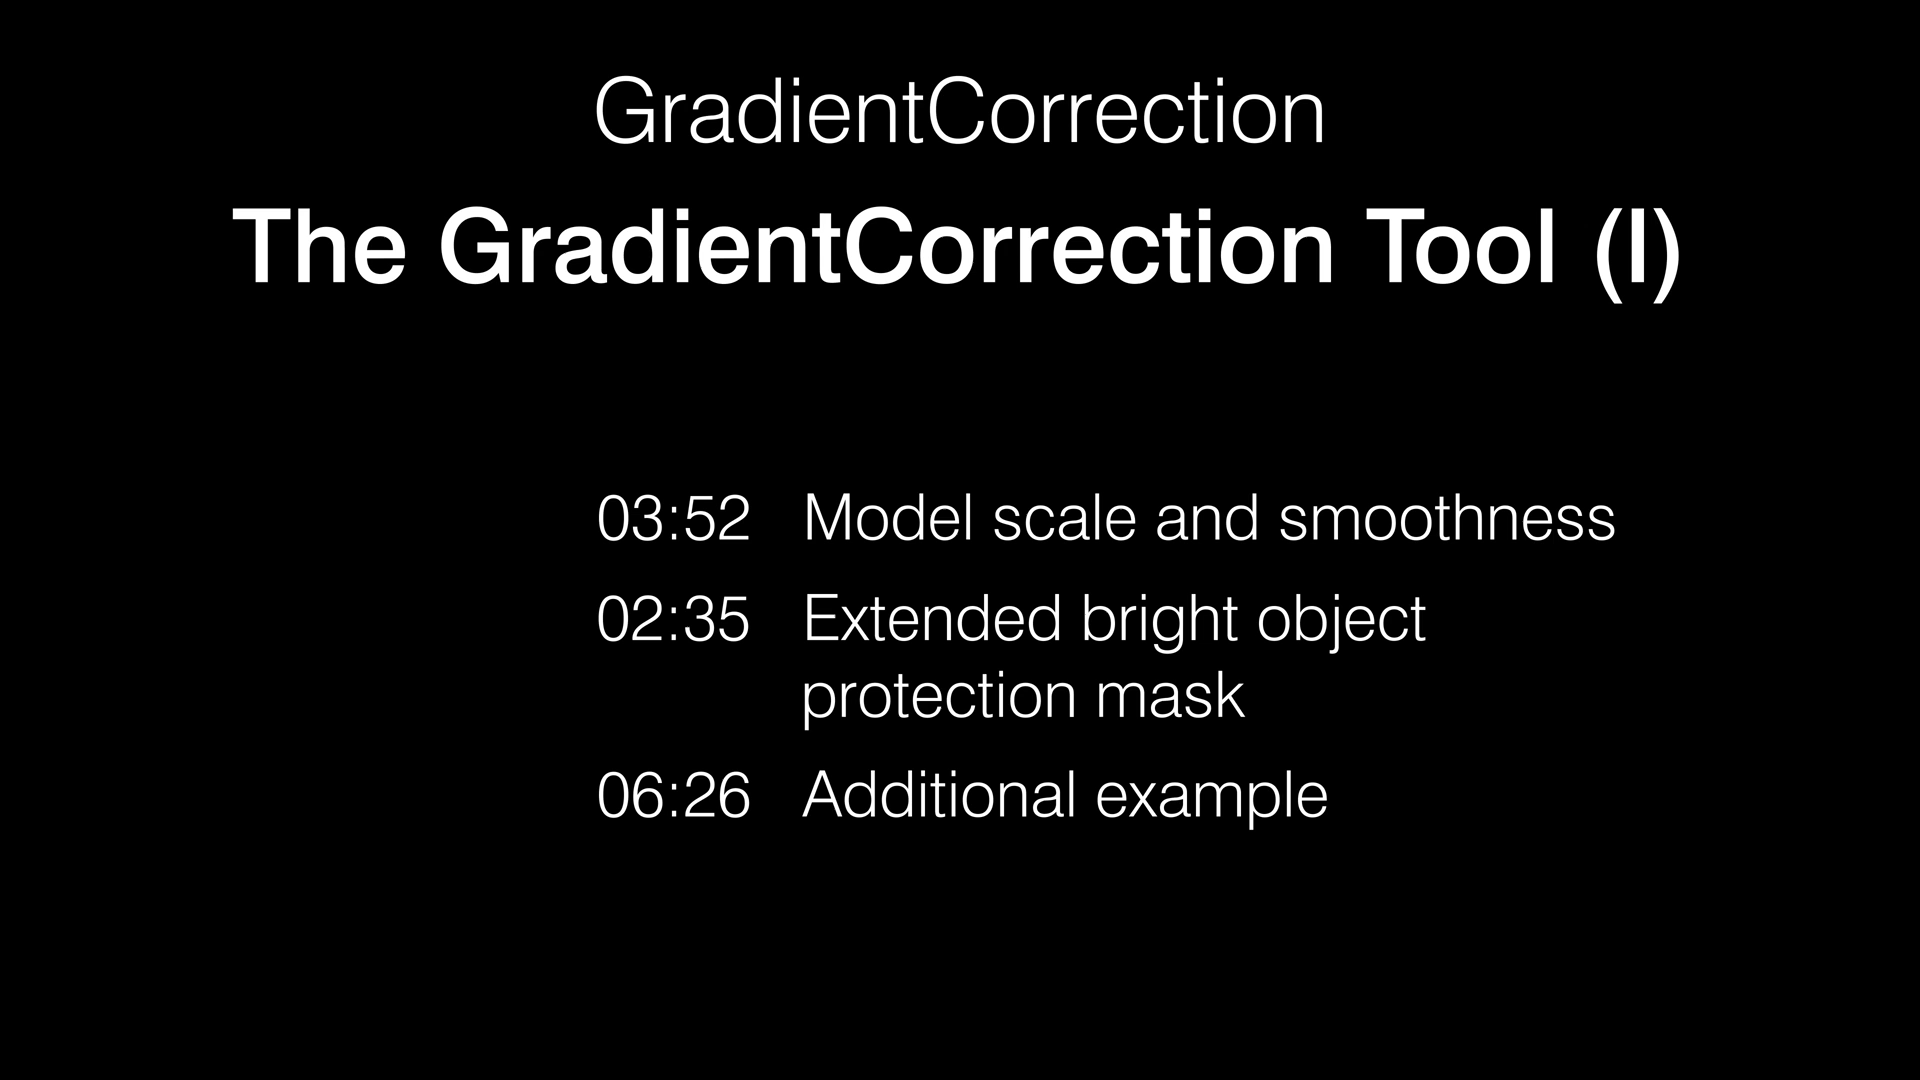 GradientCorrection
The GradientCorrection Tool (I)
03:52 Model scale and smoothness
02:35 Extended bright object
protection mask
06:26 Additional example